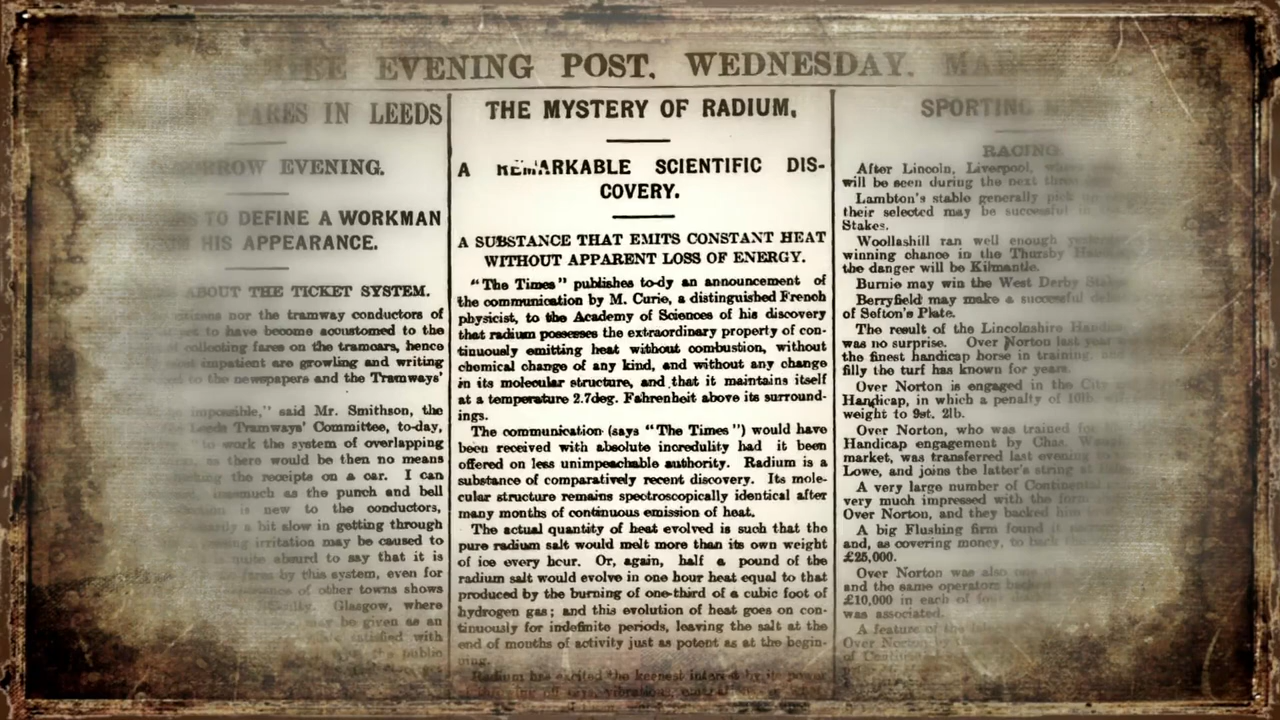 EVENING POST, WEDNESDAY.
FARES IN LEEDS
EVENING.
TO DEFINE A WORKMAN
HIS APPEARANCE.
ABOUT THE TICKET SYSTEM.
nor the tramway conductors of
to have become accustomed to the
collecting fares on the tramcars, hence
impatient are growling and writing
to the newspapers and the Tramways'
impossible," said Mr. Smithson, the
Leeds Tramways' Committee, to-day,
to work the system of overlapping
as there would be then no means
the receipts on a car. I can
as the punch and bell
is new to the conductors,
a bit slow in getting through
irritation may be caused to
quite absurd to say that it is
fares by this system, even for
of other towns shows
Glasgow, where
may be given as an
satisfied with
the public
THE MYSTERY OF RADIUM.
A REMARKABLE SCIENTIFIC DIS-
COVERY.
A SUBSTANCE THAT EMITS CONSTANT HEAT
WITHOUT APPARENT LOSS OF ENERGY.
"The Times" publishes to-dy an announcement of
the communication by M. Curie, a distinguished French
physicist, to the Academy of Sciences of his discovery
that radium possesses the extraordinary property of con-
tinuously emitting heat without combustion, without
chemical change of any kind, and without any change
in its molecular structure, and that it maintains itself
at a temperature 2.7deg. Fahrenheit above its surround-
ings.
The communication (says "The Times") would have
been received with absolute incredulity had it been
offered on less unimpeachable authority. Radium is a
substance of comparatively recent discovery. Its mole-
cular structure remains spectroscopically identical after
many months of continuous emission of heat.
The actual quantity of heat evolved is such that the
pure radium salt would melt more than its own weight
of ice every hour. Or, again, half a pound of the
radium salt would evolve in one hour heat equal to that
produced by the burning of one-third of a cubic foot of
hydrogen gas; and this evolution of heat goes on con-
tinuously for indefinite periods, leaving the salt at the
end of months of activity just as potent as at the begin-
ning.
Radium has excited the keenest interest by its power
SPORTING
RACING.
After Lincoln, Liverpool,
will be seen during the next
Lambton's stable generally pick
their selected may be successful in
Stakes.
Woollashill ran well enough
winning chance in the Thursby
the danger will be Kilmantle.
Burnie may win the West Derby
Berryfield may make a successful
of Sefton's Plate.
The result of the Lincolnshire
was no surprise. Over Norton last year
the finest handicap horse in training,
filly the turf has known for years.
Over Norton is engaged in the City
Handicap, in which a penalty of 10lb.
weight to 9st. 2lb.
Over Norton, who was trained for
Handicap engagement by Chas.
market, was transferred last evening
Lowe, and joins the latter's string
A very large number of Continental
very much impressed with the form
Over Norton, and they backed him
A big Flushing firm found it
and, as covering money, to back
£25,000.
Over Norton was also
and the same operators backed
£10,000 in each of
was associated.
A feature of the
Over Norton
of